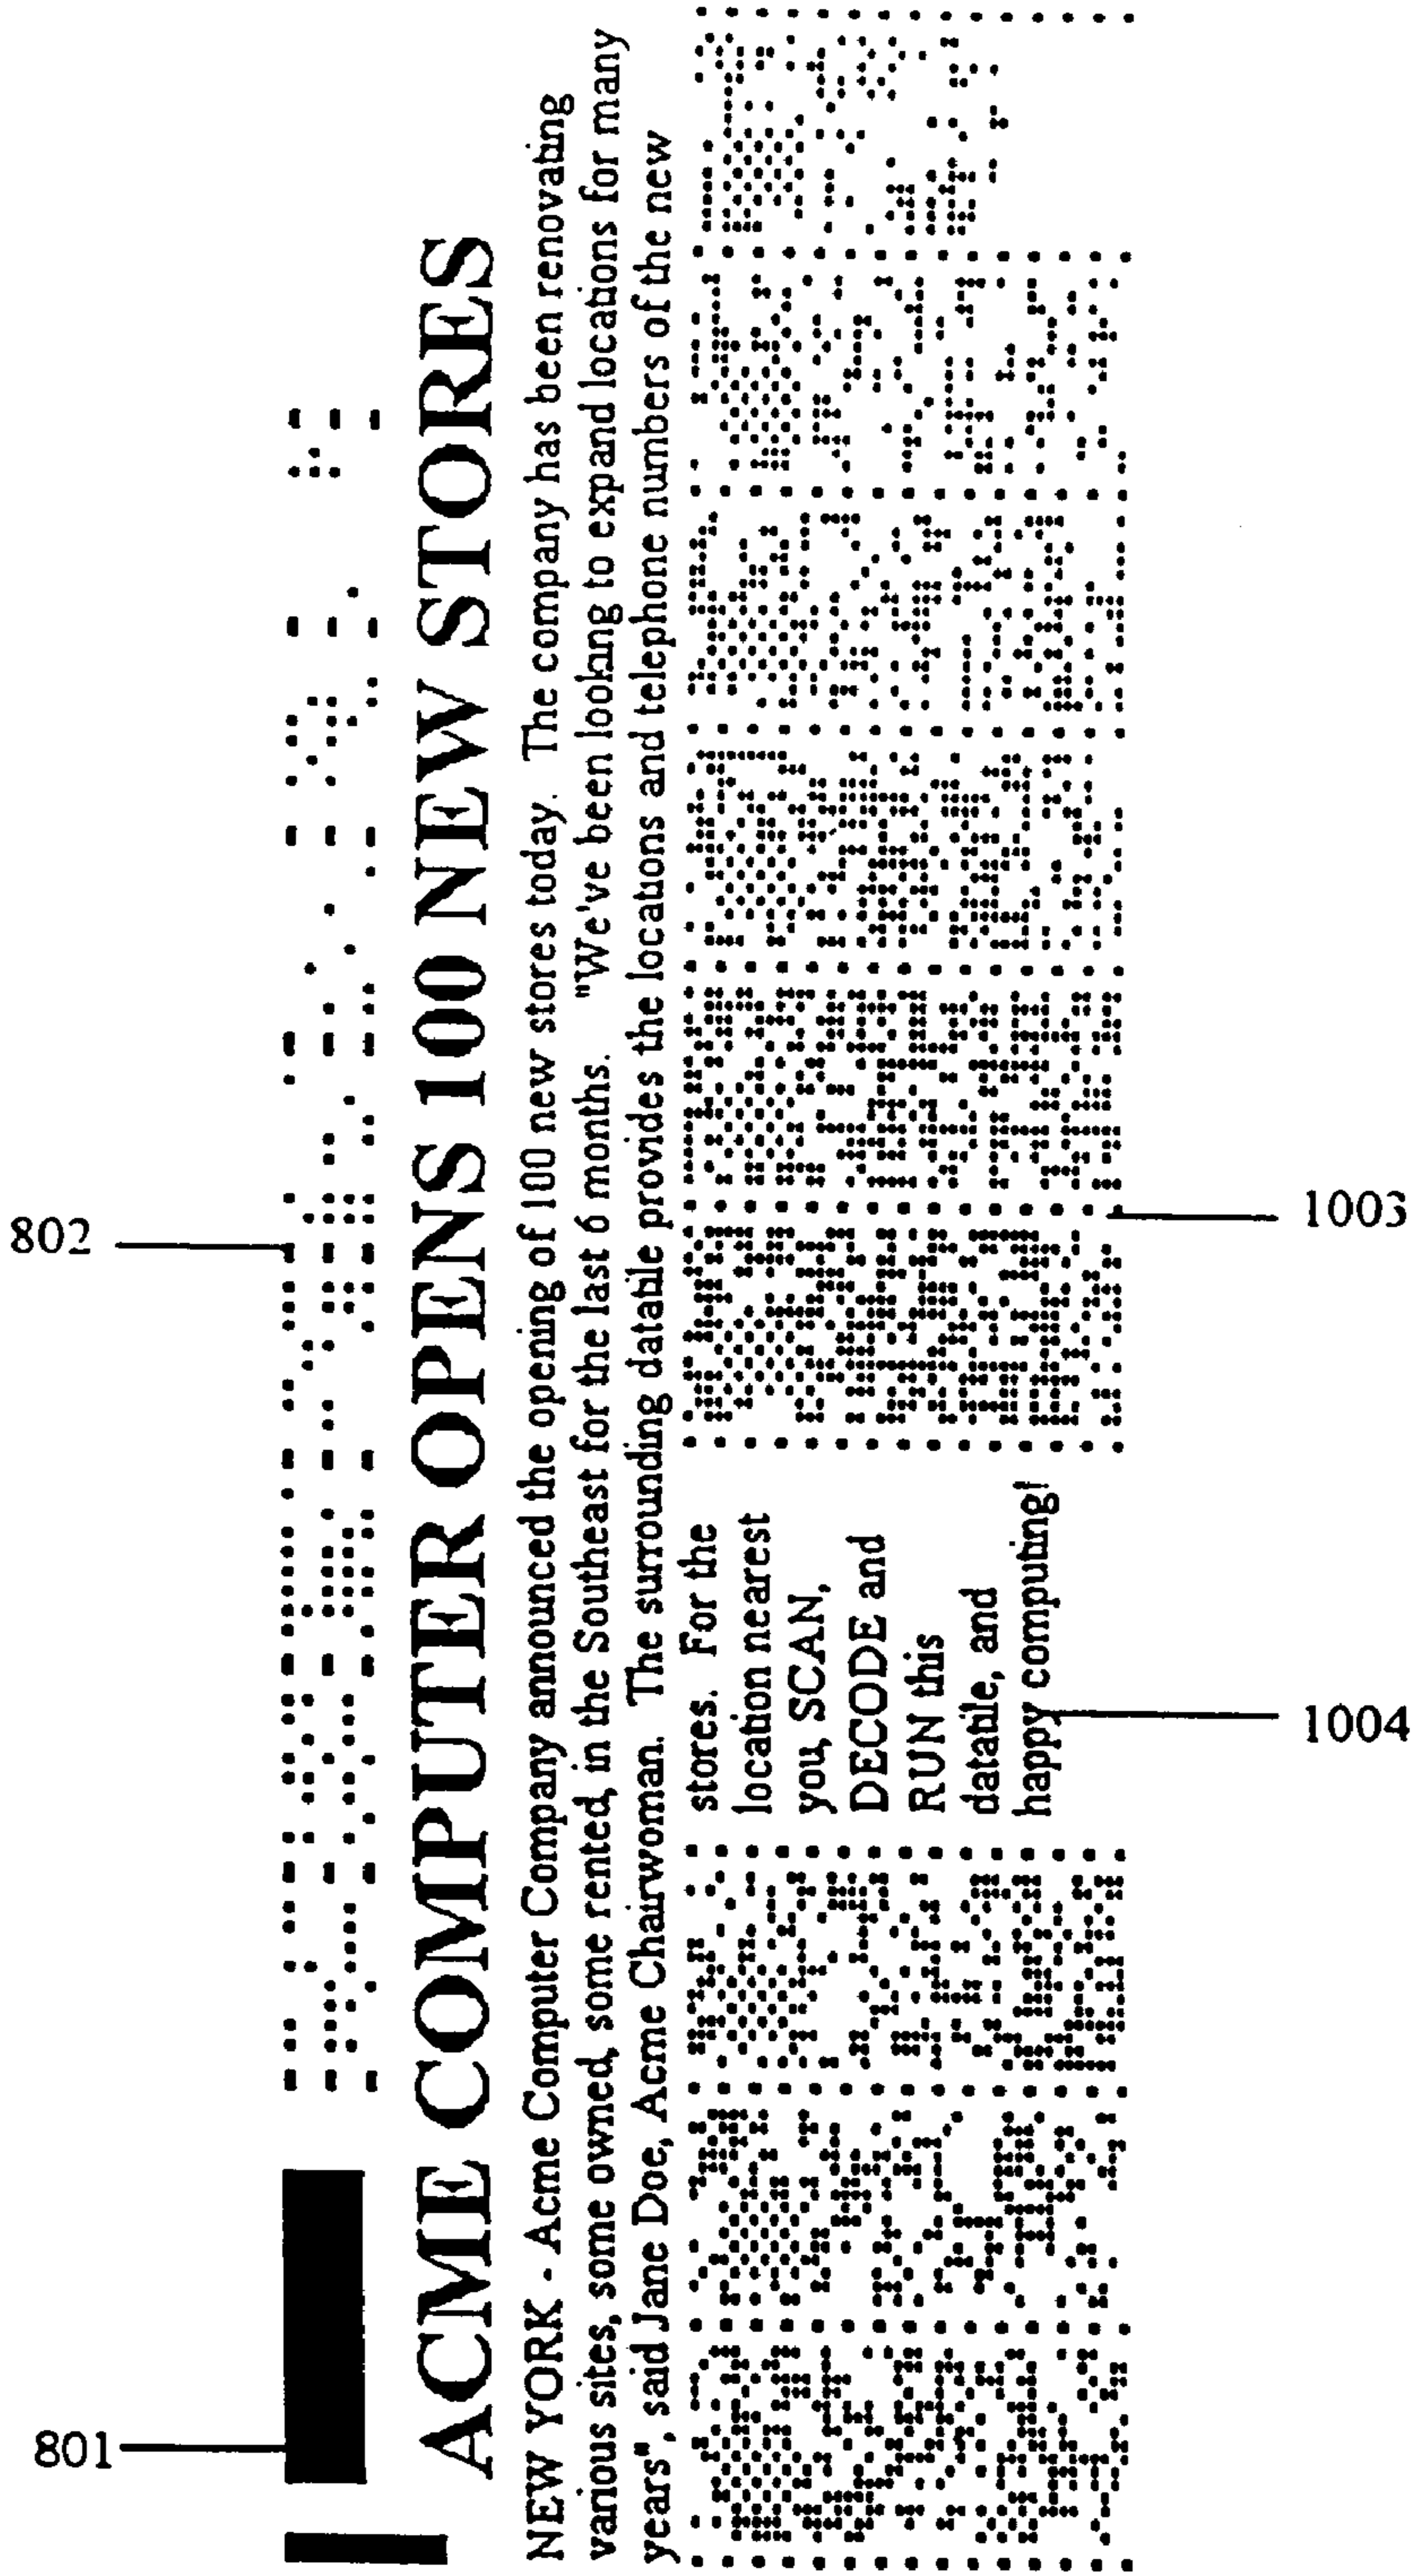 802
801
ACME COMPUTER OPENS 100 NEW STORES
NEW YORK - Acme Computer Company announced the opening of 100 new stores today. The company has been renovating
various sites, some owned, some rented, in the Southeast for the last 6 months. "We've been looking to expand locations for many
years", said Jane Doe, Acme Chairwoman. The surrounding datatile provides the locations and telephone numbers of the new
stores. For the
location nearest
you, SCAN,
DECODE and
RUN this
datatile, and
happy computing!
1003
1004